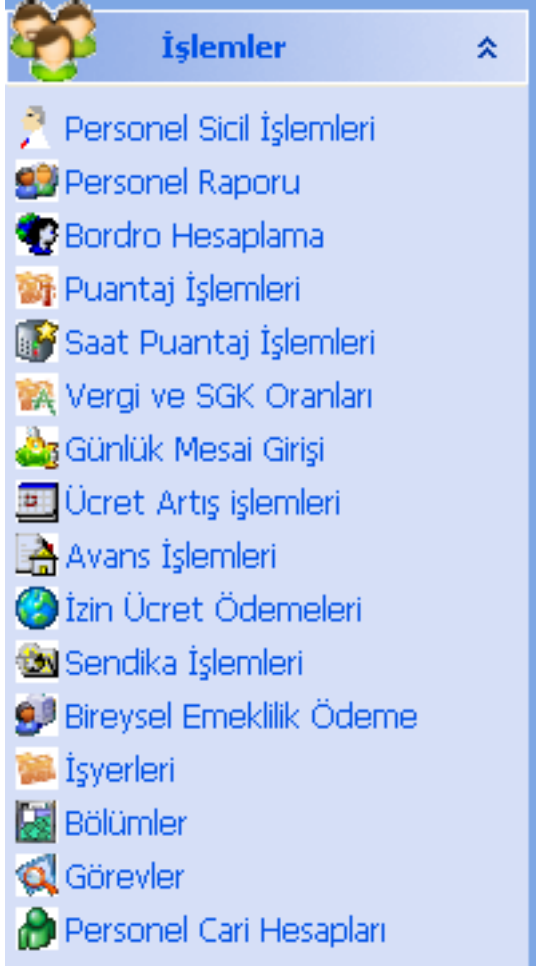 İşlemler
Personel Sicil İşlemleri
Personel Raporu
Bordro Hesaplama
Puantaj İşlemleri
Saat Puantaj İşlemleri
Vergi ve SGK Oranları
Günlük Mesai Girişi
Ücret Artış işlemleri
Avans İşlemleri
İzin Ücret Ödemeleri
Sendika İşlemleri
Bireysel Emeklilik Ödeme
İşyerleri
Bölümler
Görevler
Personel Cari Hesapları